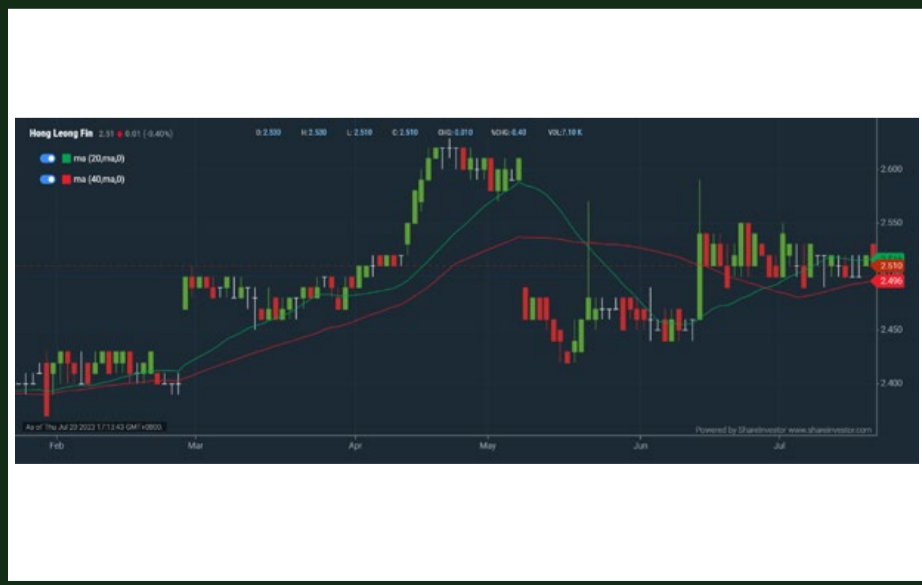 Hong Leong Fin 2.51 0.01 (-0.40%)
O:2.530 H:2.530 L:2.510 C:2.510 CHG:-0.010 %CHG:-0.40 VOL:7.10 K
ma (20,ma,0)
ma (40,ma,0)
2.600
2.550
2.510
2.496
2.450
2.400
As of Thu Jul 20 2023 17:13:43 GMT+0800.
Powered by ShareInvestor www.shareinvestor.com
Feb Mar Apr May Jun Jul